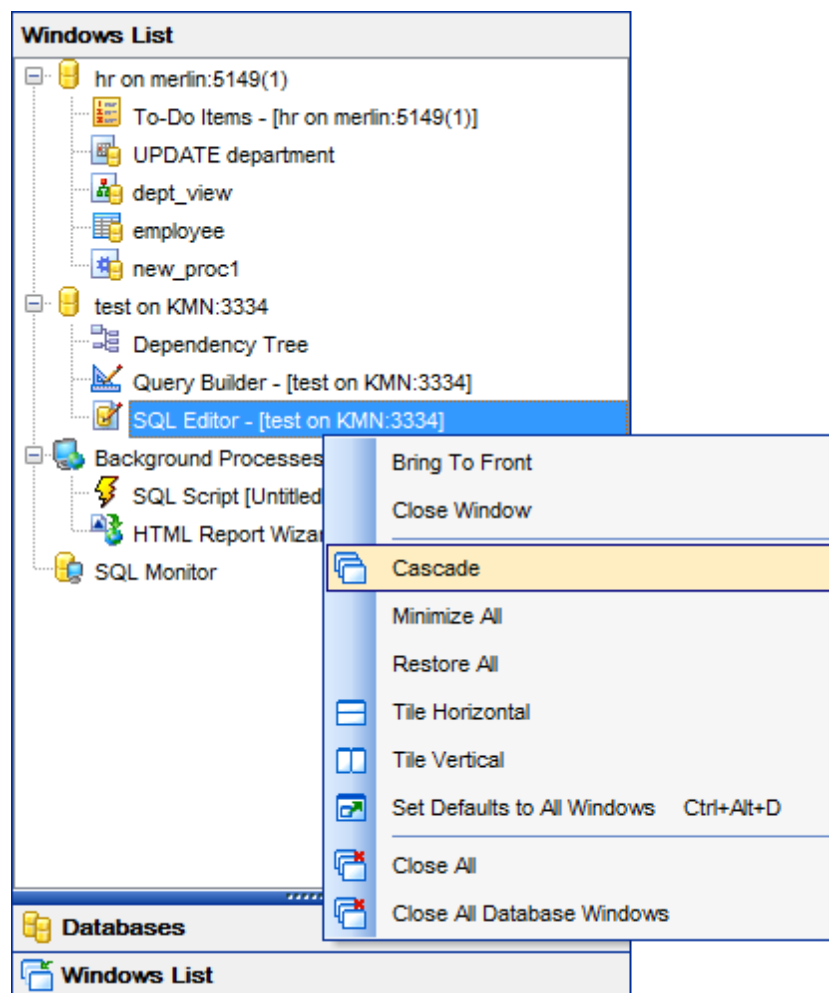 Windows List
hr on merlin:5149(1)
To-Do Items - [hr on merlin:5149(1)]
UPDATE department
dept_view
employee
new_proc1
test on KMN:3334
Dependency Tree
Query Builder - [test on KMN:3334]
SQL Editor - [test on KMN:3334]
Background Processes
SQL Script [Untitled
HTML Report Wizar
SQL Monitor
Bring To Front
Close Window
Cascade
Minimize All
Restore All
Tile Horizontal
Tile Vertical
Set Defaults to All Windows Ctrl+Alt+D
Close All
Close All Database Windows
Databases
Windows List